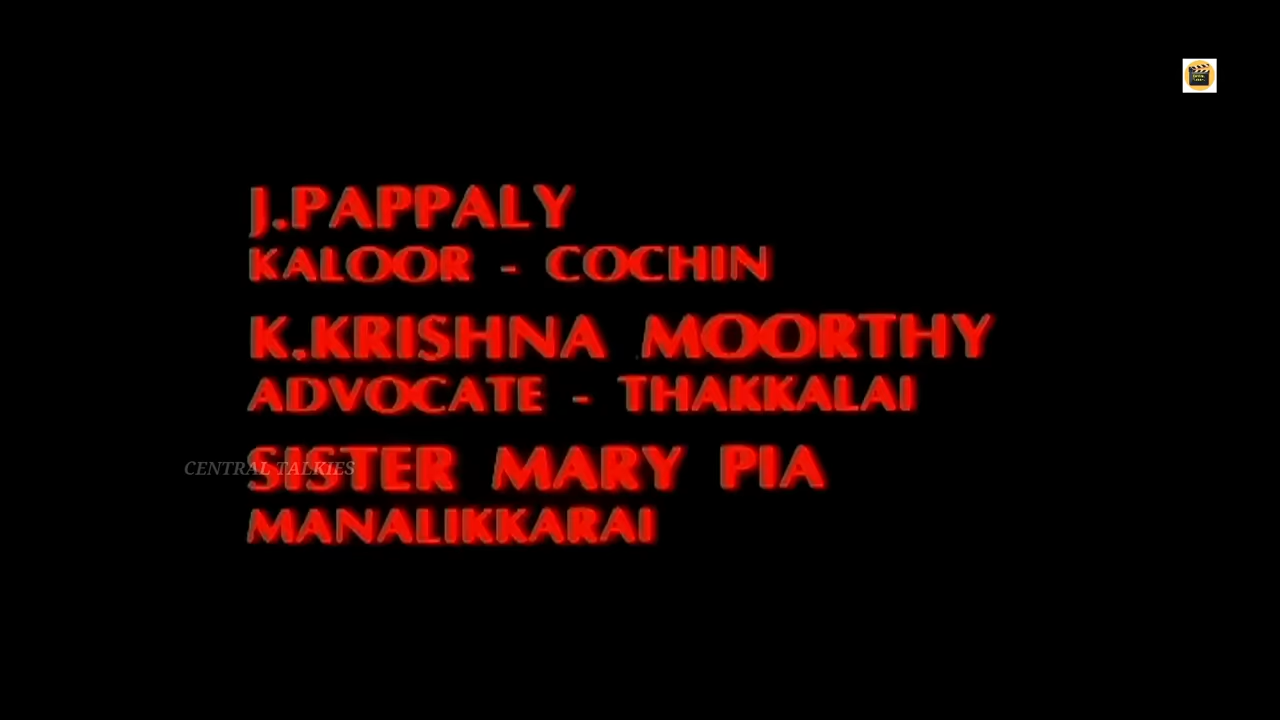 J.PAPPALY
KALOOR - COCHIN
K.KRISHNA MOORTHY
ADVOCATE - THAKKALAI
CENTRAL TALKIES
SISTER MARY PIA
MANALIKKARAI